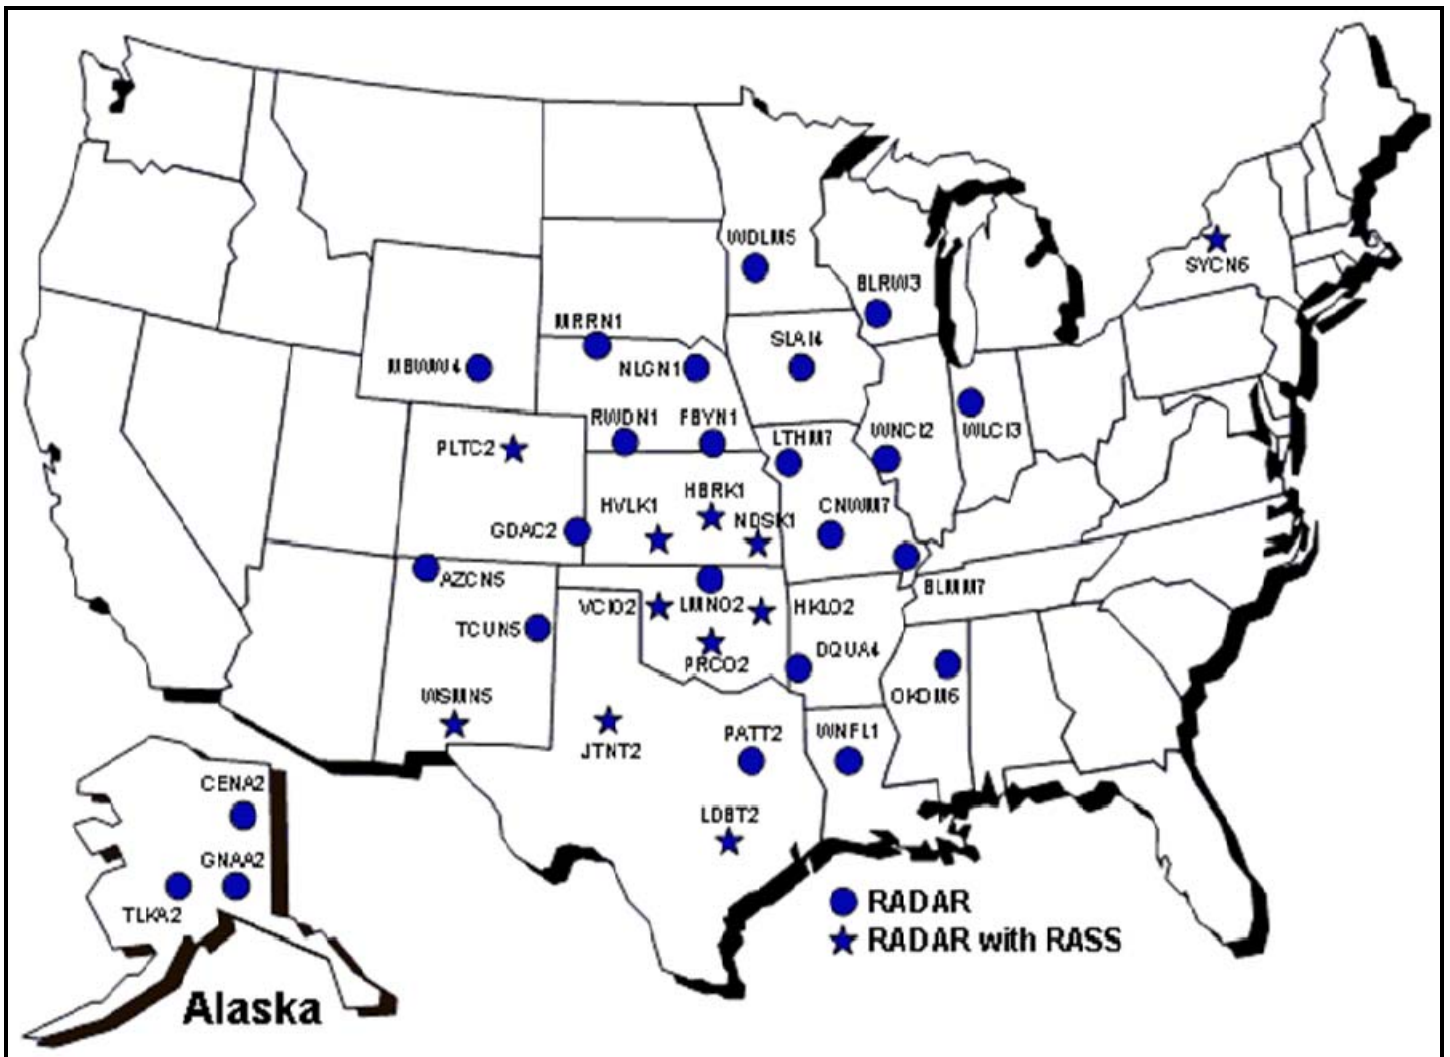 WDLM5
SYCN6
BLRW3
MRRN1
SLAI4
MBWW4
NLGN1
RWDN1
FBYN1
WNCI2
WLCI3
LTHM7
PLTC2
HBRK1
HVLK1
CNWM7
NDSK1
GDAC2
AZCN5
BLMM7
VCIO2
LMNO2
HKLO2
TCUN5
DQUA4
PRCO2
WSMN5
OKDM6
JTNT2
PATT2
WNFL1
CENA2
LDBT2
GNAA2
TLKA2
RADAR
RADAR with RASS
Alaska